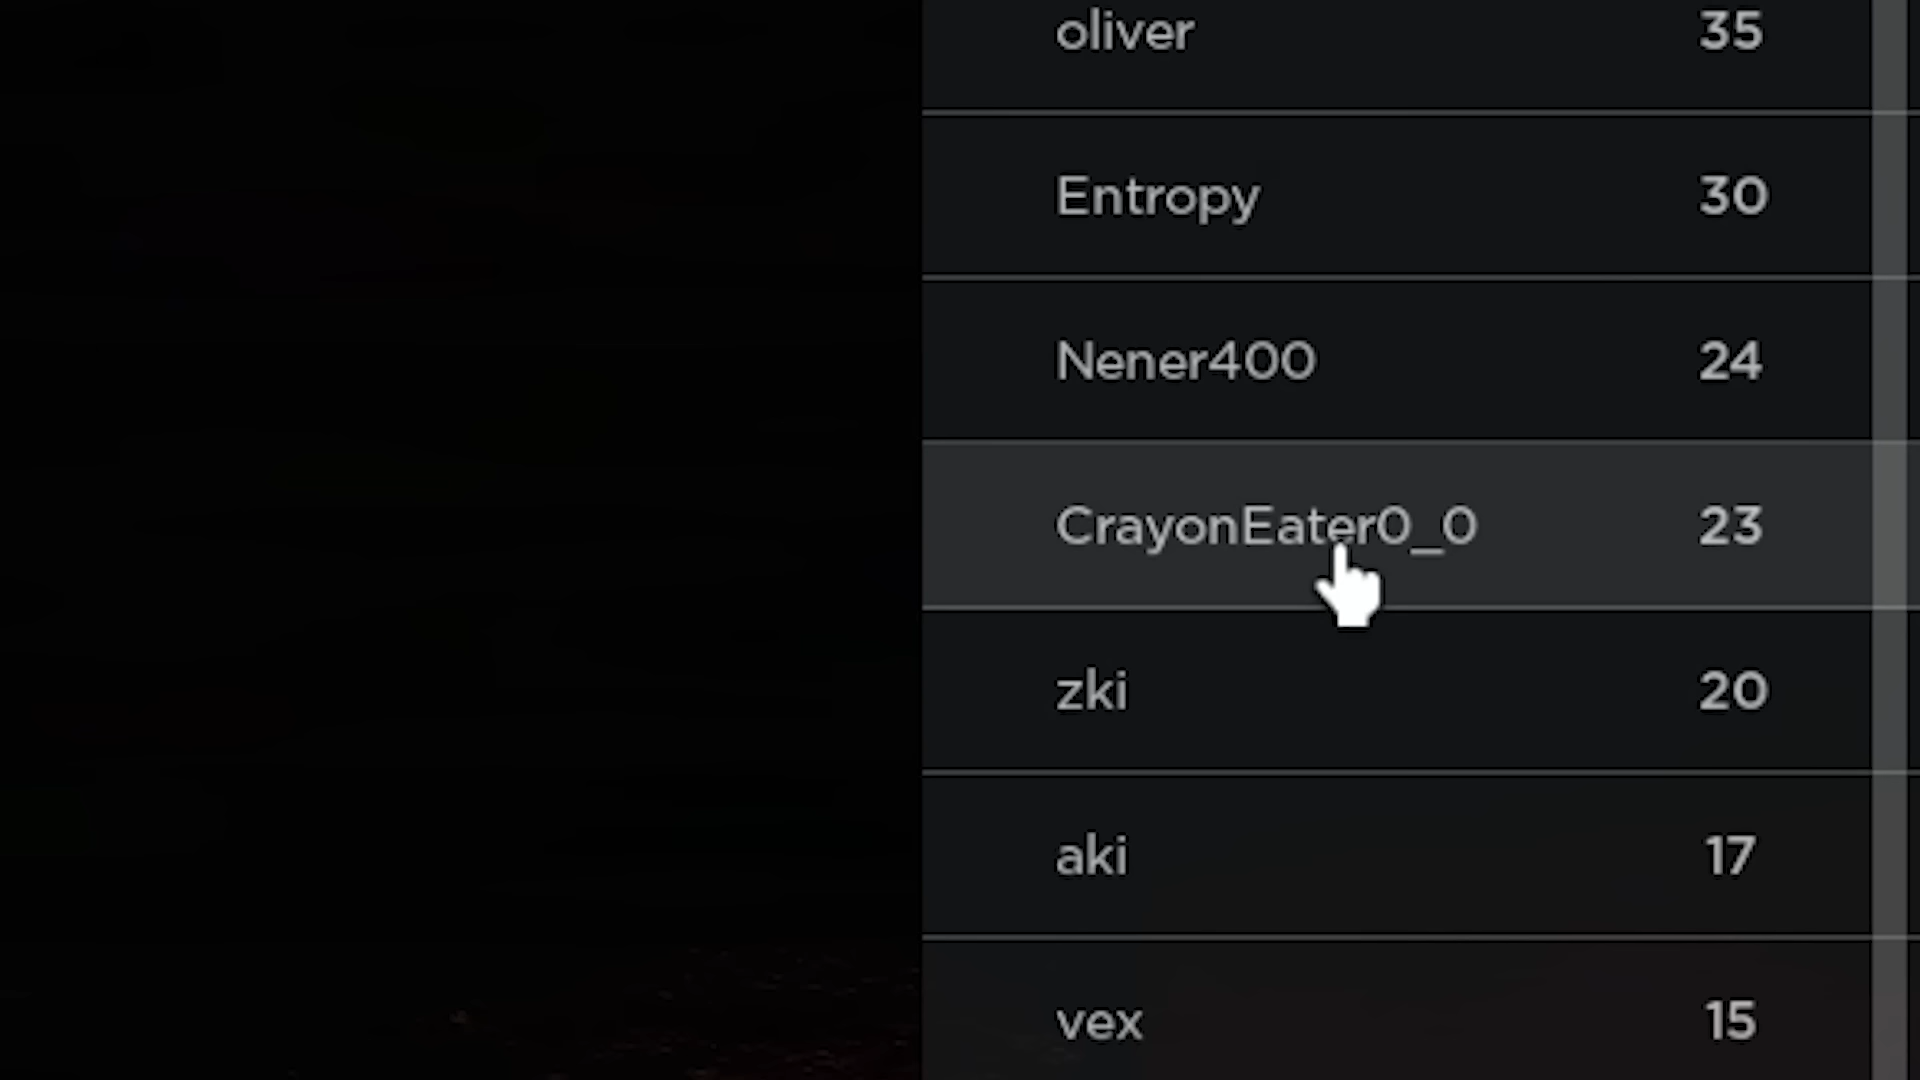 oliver 35
Entropy 30
Nener400 24
CrayonEater0_0 23
zki 20
aki 17
vex 15